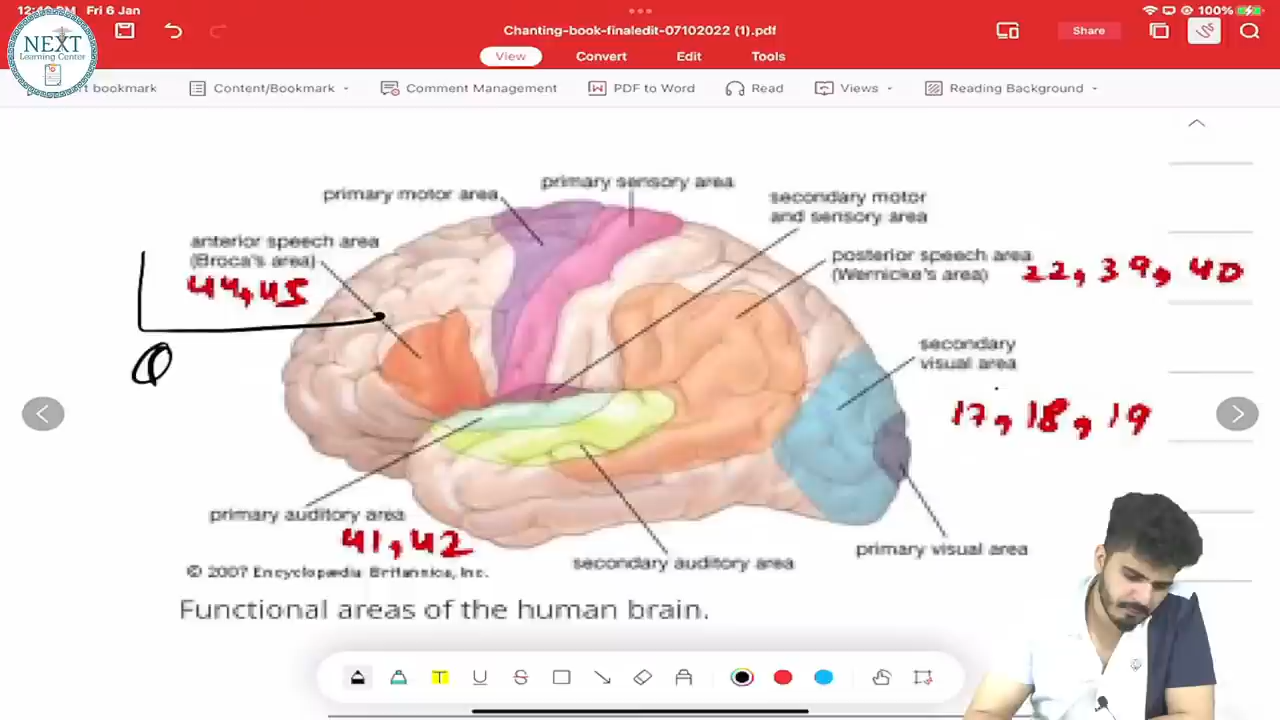 12:40 PM Fri 6 Jan
100%
NEXT
Learning Center
Chanting-book-finaledit-07102022 (1).pdf
Share
View Convert Edit Tools
bookmark Content/Bookmark Comment Management PDF to Word Read Views Reading Background
primary motor area
primary sensory area
secondary motor
and sensory area
anterior speech area
(Broca's area)
44,45
posterior speech area
(Wernicke's area)
22, 39, 40
secondary
visual area
17, 18, 19
primary auditory area
41,42
secondary auditory area
primary visual area
© 2007 Encyclopædia Britannica, Inc.
Functional areas of the human brain.